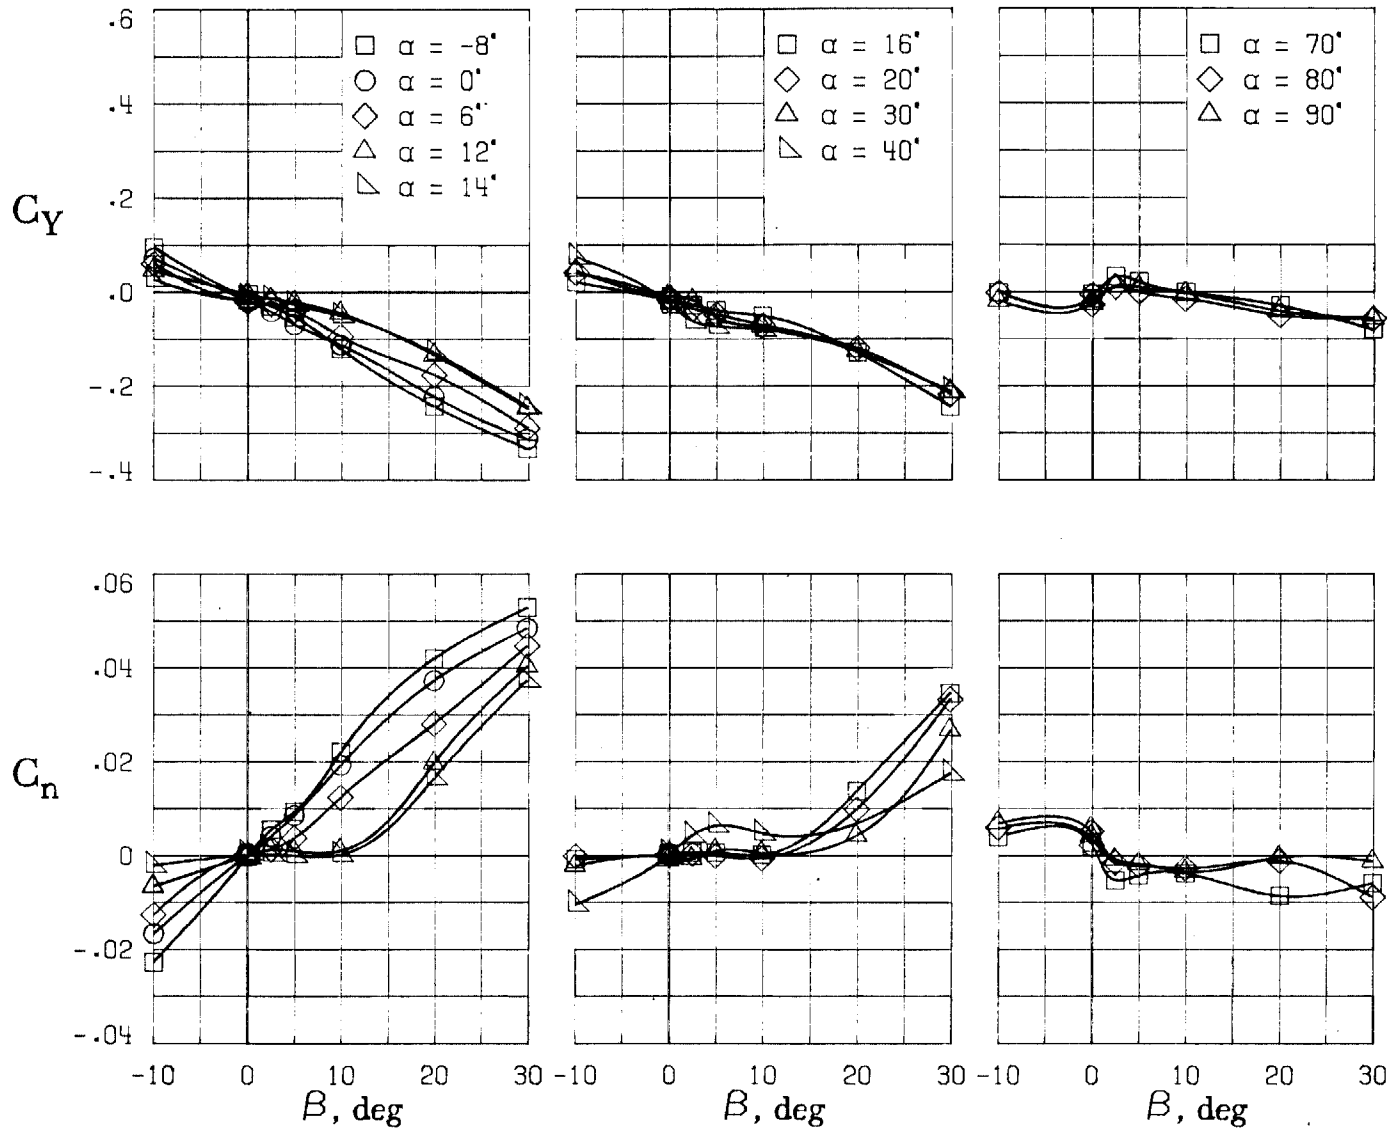 .6
.4
.2
.0
-.2
-.4
C_Y
α = -8°
α = 0°
α = 6°
α = 12°
α = 14°
α = 16°
α = 20°
α = 30°
α = 40°
α = 70°
α = 80°
α = 90°
.06
.04
.02
0
-.02
-.04
C_n
-10 0 10 20 30
-10 0 10 20 30
-10 0 10 20 30
β, deg
β, deg
β, deg